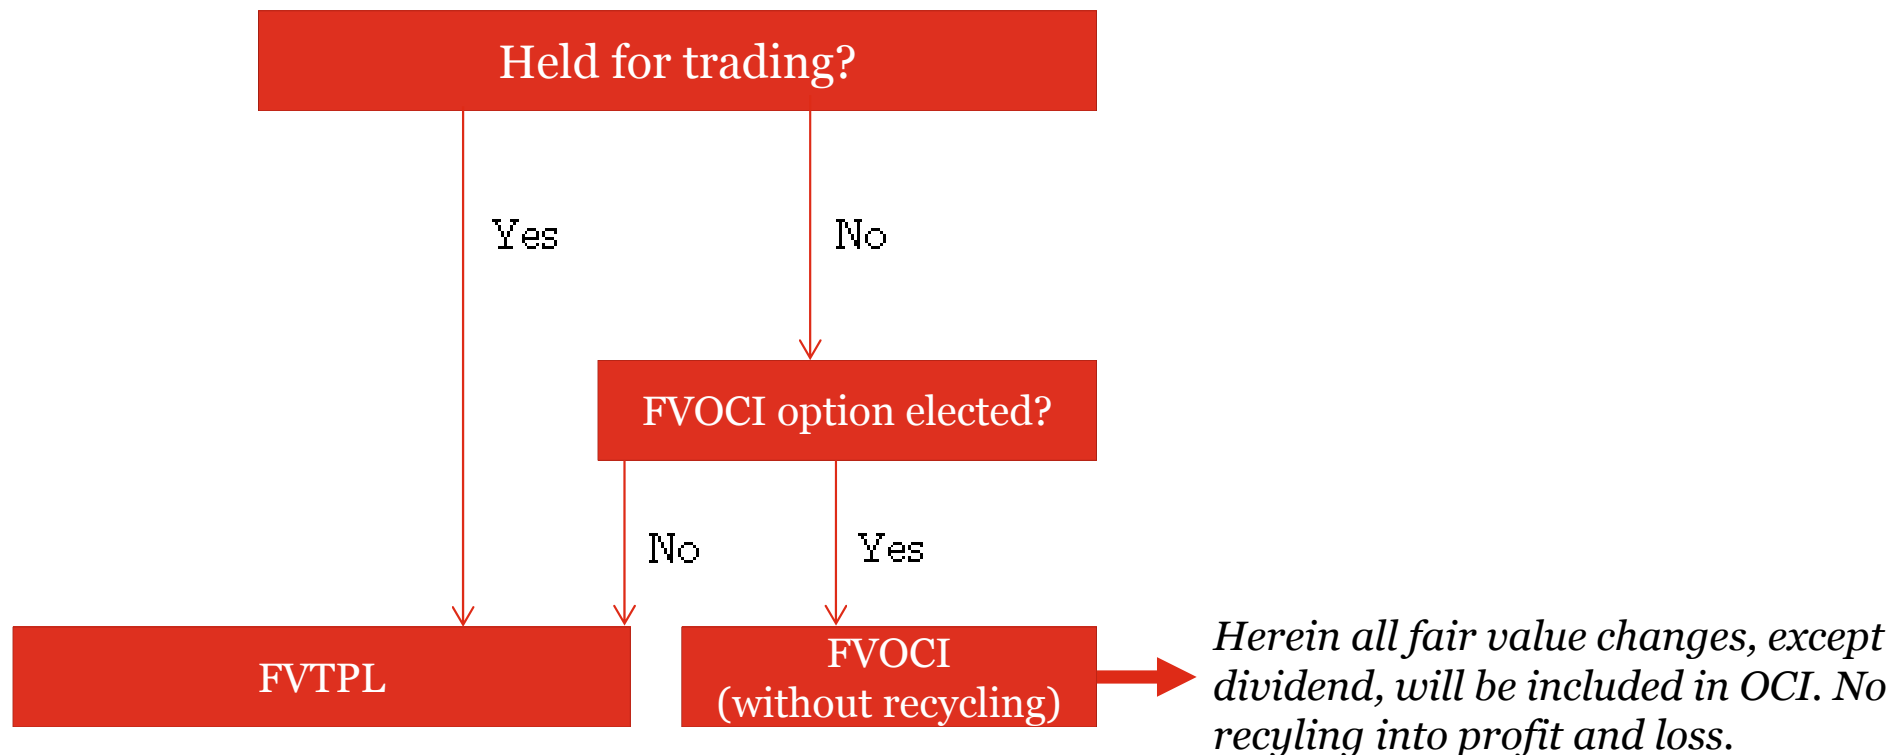 Held for trading?
Yes
No
FVOCI option elected?
No
Yes
FVTPL
FVOCI
(without recycling)
Herein all fair value changes, except
dividend, will be included in OCI. No
recyling into profit and loss.